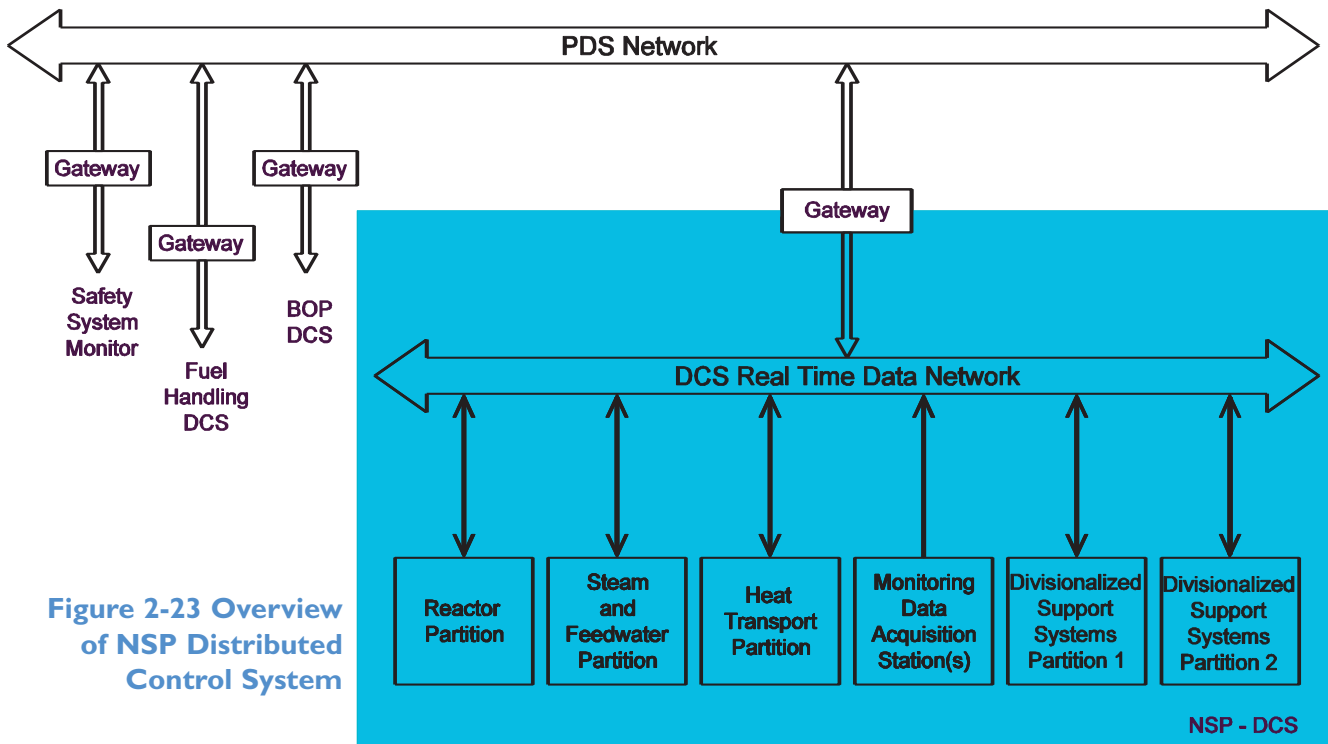 PDS Network
Gateway
Gateway
Gateway
Gateway
Safety
System
Monitor
Fuel
Handling
DCS
BOP
DCS
DCS Real Time Data Network
Reactor
Partition
Steam
and
Feedwater
Partition
Heat
Transport
Partition
Monitoring
Data
Acquisition
Station(s)
Divisionalized
Support
Systems
Partition 1
Divisionalized
Support
Systems
Partition 2
Figure 2-23 Overview
of NSP Distributed
Control System
NSP - DCS